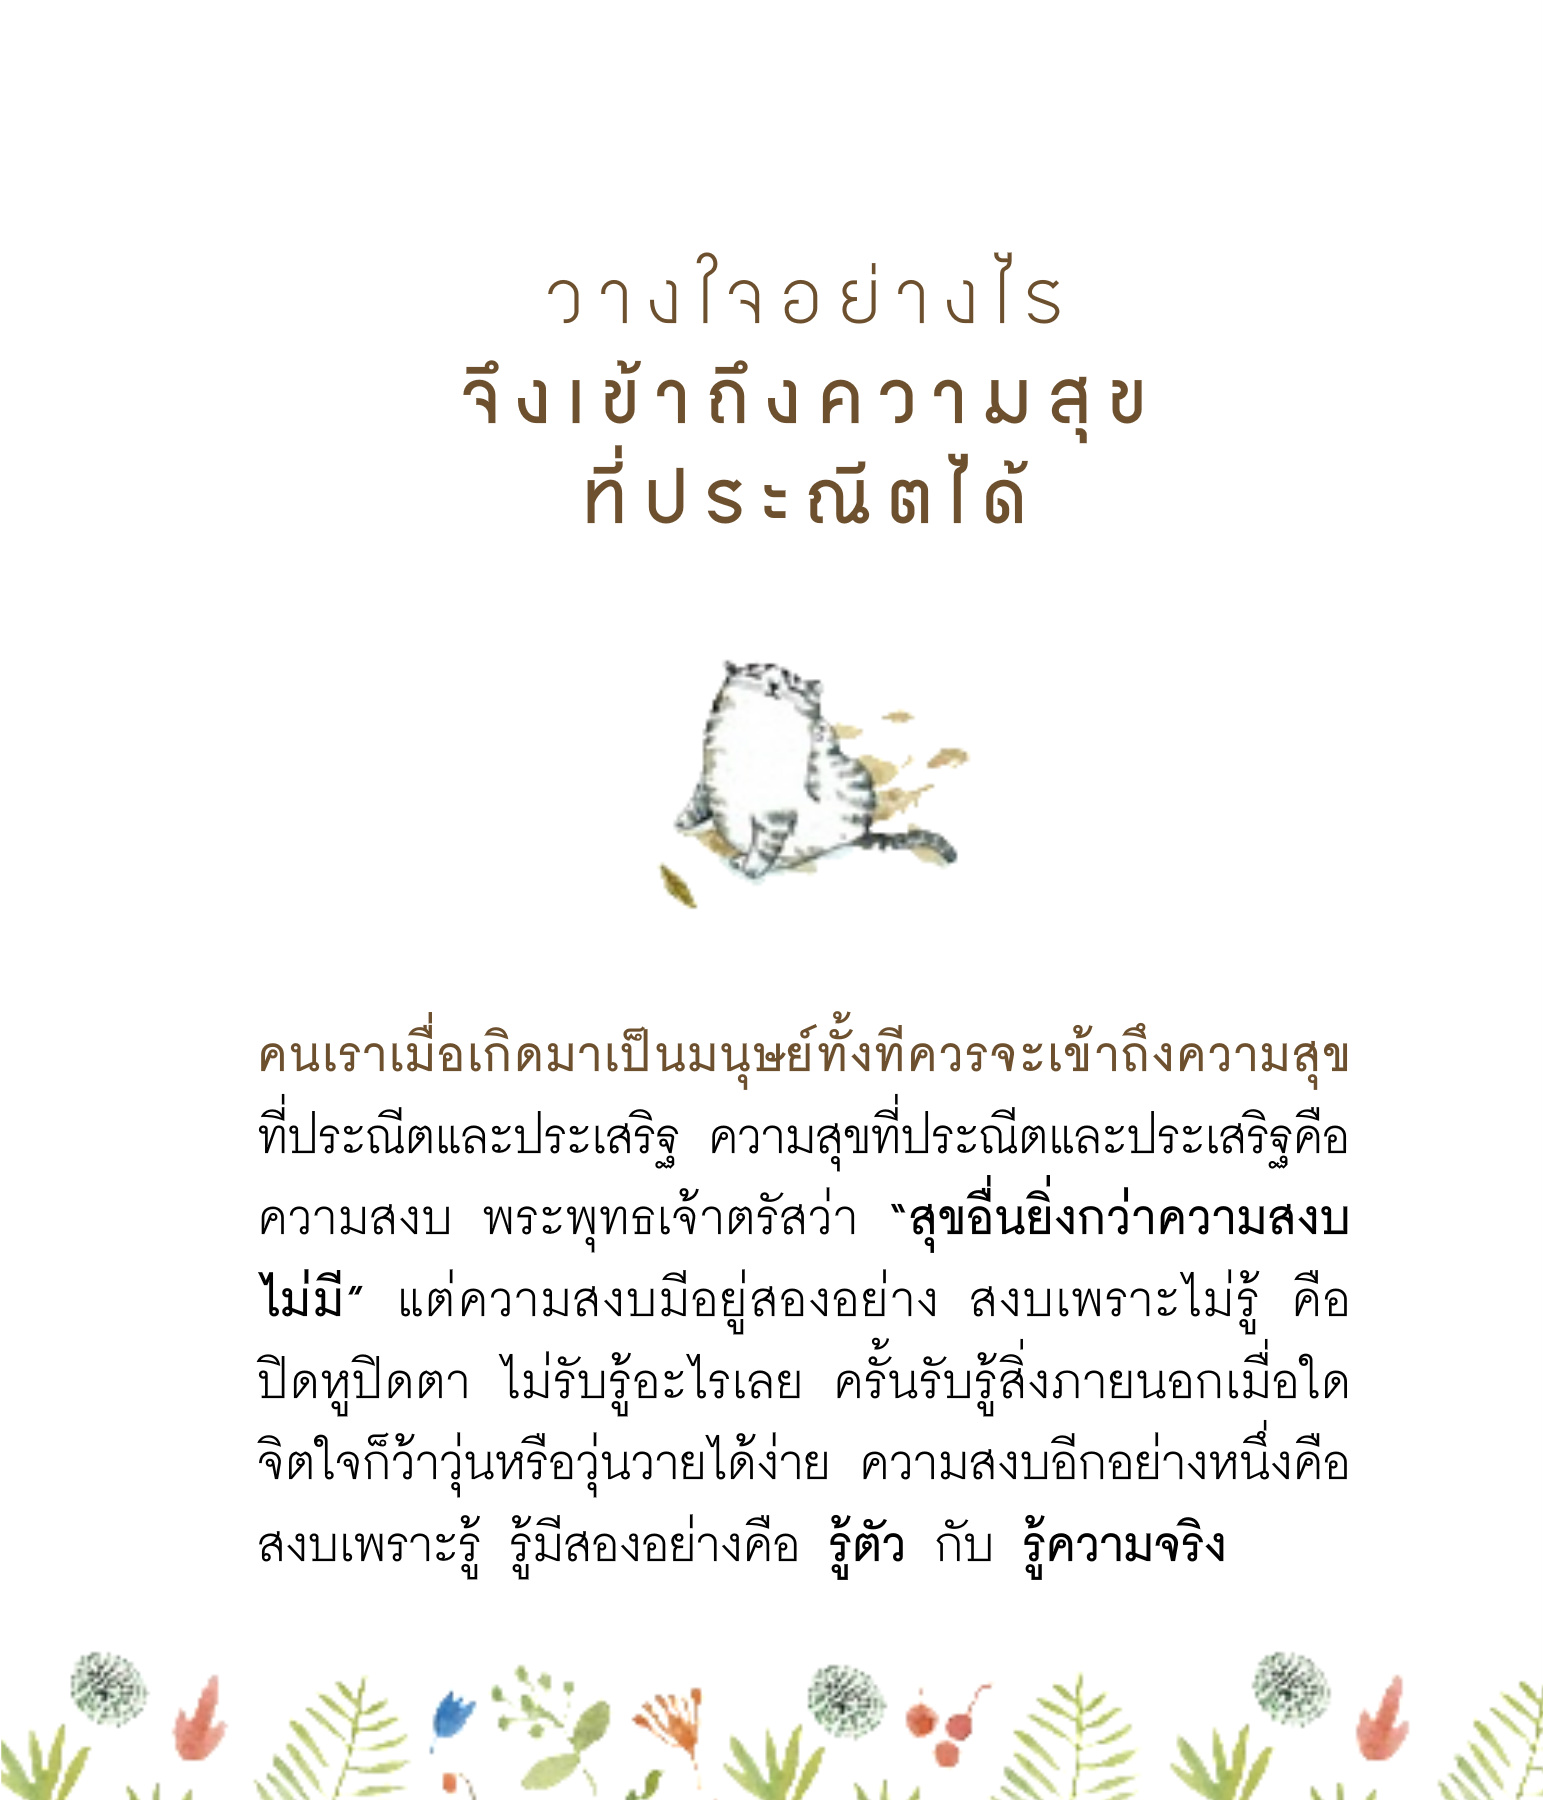 วางใจอย่างไร
จึงเข้าถึงความสุข
ที่ประณีตได้
คนเราเมื่อเกิดมาเป็นมนุษย์ทั้งทีควรจะเข้าถึงความสุข
ที่ประณีตและประเสริฐ ความสุขที่ประณีตและประเสริฐคือ
ความสงบ พระพุทธเจ้าตรัสว่า “สุขอื่นยิ่งกว่าความสงบ
ไม่มี” แต่ความสงบมีอยู่สองอย่าง สงบเพราะไม่รู้ คือ
ปิดหูปิดตา ไม่รับรู้อะไรเลย ครั้นรับรู้สิ่งภายนอกเมื่อใด
จิตใจก็ว้าวุ่นหรือวุ่นวายได้ง่าย ความสงบอีกอย่างหนึ่งคือ
สงบเพราะรู้ รู้มีสองอย่างคือ รู้ตัว กับ รู้ความจริง